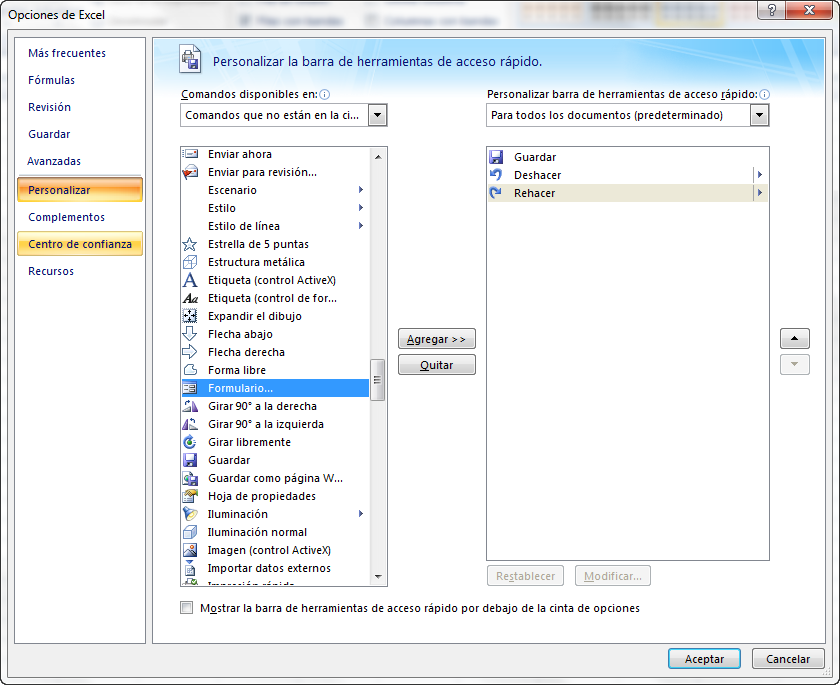 Opciones de Excel
Más frecuentes
Fórmulas
Revisión
Guardar
Avanzadas
Personalizar
Complementos
Centro de confianza
Recursos
Personalizar la barra de herramientas de acceso rápido.
Comandos disponibles en:
Comandos que no están en la ci...
Enviar ahora
Enviar para revisión...
Escenario
Estilo
Estilo de línea
Estrella de 5 puntas
Estructura metálica
Etiqueta (control ActiveX)
Etiqueta (control de for...
Expandir el dibujo
Flecha abajo
Flecha derecha
Forma libre
Formulario...
Girar 90° a la derecha
Girar 90° a la izquierda
Girar libremente
Guardar
Guardar como página W...
Hoja de propiedades
Iluminación
Iluminación normal
Imagen (control ActiveX)
Importar datos externos
Impresión rápida
Agregar >>
Quitar
Personalizar barra de herramientas de acceso rápido:
Para todos los documentos (predeterminado)
Guardar
Deshacer
Rehacer
Restablecer
Modificar...
Mostrar la barra de herramientas de acceso rápido por debajo de la cinta de opciones
Aceptar
Cancelar